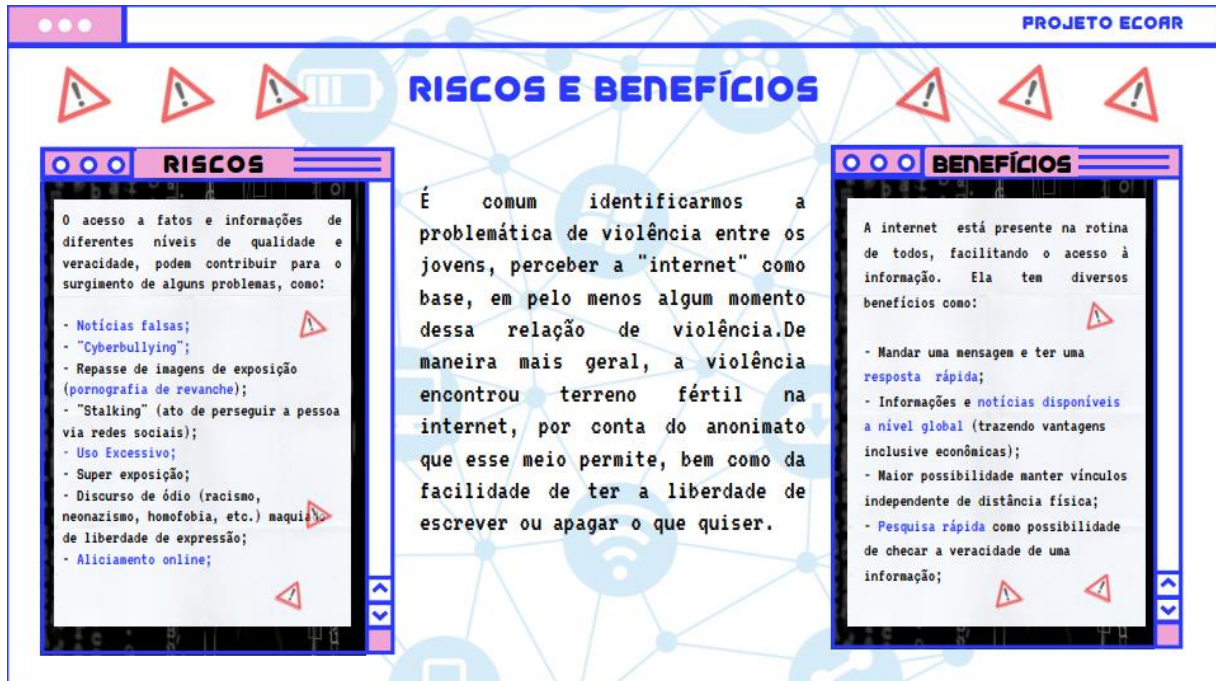 PROJETO ECOAR
RISCOS E BENEFÍCIOS
RISCOS
O acesso a fatos e informações de
diferentes níveis de qualidade e
veracidade, podem contribuir para o
surgimento de alguns problemas, como:
- Notícias falsas;
- "Cyberbullying";
- Repasse de imagens de exposição
(pornografia de revanche);
- "Stalking" (ato de perseguir a pessoa
via redes sociais);
- Uso Excessivo;
- Super exposição;
- Discurso de ódio (racismo,
neonazismo, homofobia, etc.)
de liberdade de expressão;
- Aliciamento online;
É comum identificarmos a
problemática de violência entre os
jovens, perceber a "internet" como
base, em pelo menos algum momento
dessa relação de violência.De
maneira mais geral, a violência
encontrou terreno fértil na
internet, por conta do anonimato
que esse meio permite, bem como da
facilidade de ter a liberdade de
escrever ou apagar o que quiser.
BENEFÍCIOS
A internet está presente na rotina
de todos, facilitando o acesso à
informação. Ela tem diversos
benefícios como:
- Mandar uma mensagem e ter uma
resposta rápida;
- Informações e notícias disponíveis
a nível global (trazendo vantagens
inclusive econômicas);
- Maior possibilidade manter vínculos
independente de distância física;
- Pesquisa rápida como possibilidade
de checar a veracidade de uma
informação;